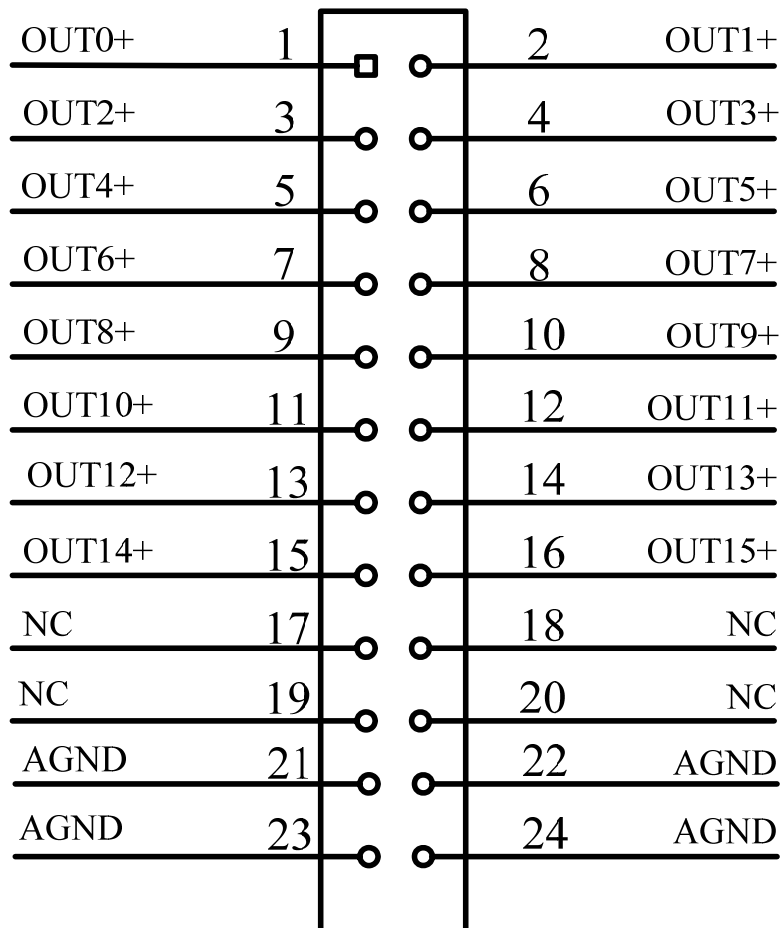 OUT0+ 1 2 OUT1+
OUT2+ 3 4 OUT3+
OUT4+ 5 6 OUT5+
OUT6+ 7 8 OUT7+
OUT8+ 9 10 OUT9+
OUT10+ 11 12 OUT11+
OUT12+ 13 14 OUT13+
OUT14+ 15 16 OUT15+
NC 17 18 NC
NC 19 20 NC
AGND 21 22 AGND
AGND 23 24 AGND